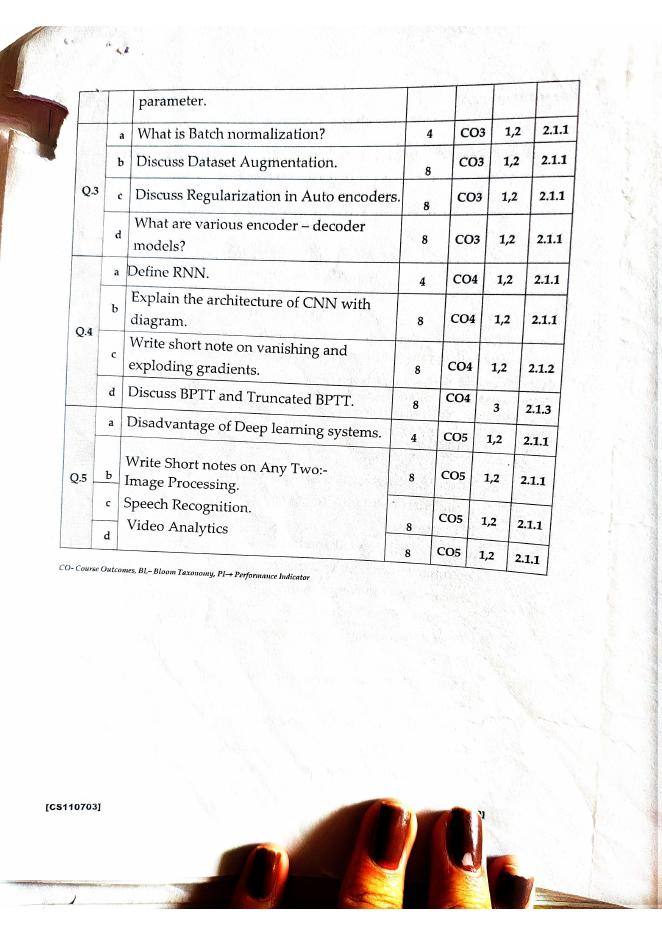 parameter.
a What is Batch normalization? 4 CO3 1,2 2.1.1
b Discuss Dataset Augmentation. 8 CO3 1,2 2.1.1
Q.3 c Discuss Regularization in Auto encoders. 8 CO3 1,2 2.1.1
d What are various encoder – decoder
models? 8 CO3 1,2 2.1.1
a Define RNN. 4 CO4 1,2 2.1.1
b Explain the architecture of CNN with
diagram. 8 CO4 1,2 2.1.1
Q.4
c Write short note on vanishing and
exploding gradients. 8 CO4 1,2 2.1.2
d Discuss BPTT and Truncated BPTT. 8 CO4 3 2.1.3
a Disadvantage of Deep learning systems. 4 CO5 1,2 2.1.1
Write Short notes on Any Two:-
Q.5 b Image Processing. 8 CO5 1,2 2.1.1
c Speech Recognition. 8 CO5 1,2 2.1.1
d Video Analytics 8 CO5 1,2 2.1.1
CO- Course Outcomes, BL– Bloom Taxonomy, PI→ Performance Indicator
[CS110703]